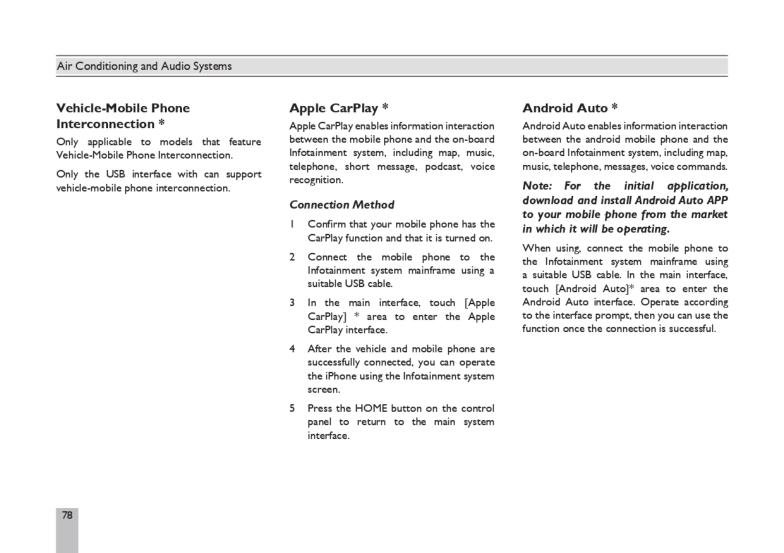 Air Conditioning and Audio Systems
Vehicle-Mobile Phone
Interconnection *
Only applicable to models that feature
Vehicle-Mobile Phone Interconnection.
Only the USB interface with can support
vehicle-mobile phone interconnection.
Apple CarPlay *
Apple CarPlay enables information interaction
between the mobile phone and the on-board
Infotainment system, including map, music,
telephone, short message, podcast, voice
recognition.
Connection Method
1 Confirm that your mobile phone has the
CarPlay function and that it is turned on.
2 Connect the mobile phone to the
Infotainment system mainframe using a
suitable USB cable.
3 In the main interface, touch [Apple
CarPlay] * area to enter the Apple
CarPlay interface.
4 After the vehicle and mobile phone are
successfully connected, you can operate
the iPhone using the Infotainment system
screen.
5 Press the HOME button on the control
panel to return to the main system
interface.
Android Auto *
Android Auto enables information interaction
between the android mobile phone and the
on-board Infotainment system, including map,
music, telephone, messages, voice commands.
Note: For the initial application,
download and install Android Auto APP
to your mobile phone from the market
in which it will be operating.
When using, connect the mobile phone to
the Infotainment system mainframe using
a suitable USB cable. In the main interface,
touch [Android Auto]* area to enter the
Android Auto interface. Operate according
to the interface prompt, then you can use the
function once the connection is successful.
78